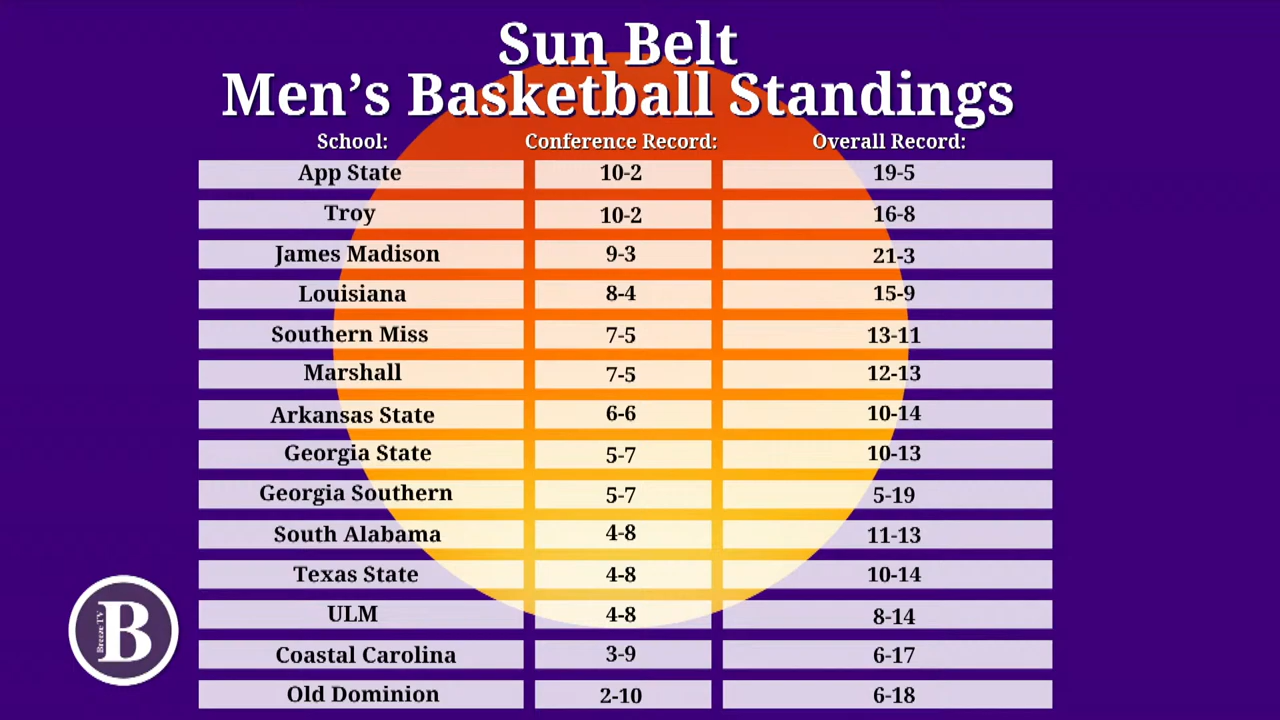 Sun Belt
Men's Basketball Standings
School: Conference Record: Overall Record:
App State 10-2 19-5
Troy 10-2 16-8
James Madison 9-3 21-3
Louisiana 8-4 15-9
Southern Miss 7-5 13-11
Marshall 7-5 12-13
Arkansas State 6-6 10-14
Georgia State 5-7 10-13
Georgia Southern 5-7 5-19
South Alabama 4-8 11-13
Texas State 4-8 10-14
ULM 4-8 8-14
Coastal Carolina 3-9 6-17
Old Dominion 2-10 6-18
Breeze TV
B